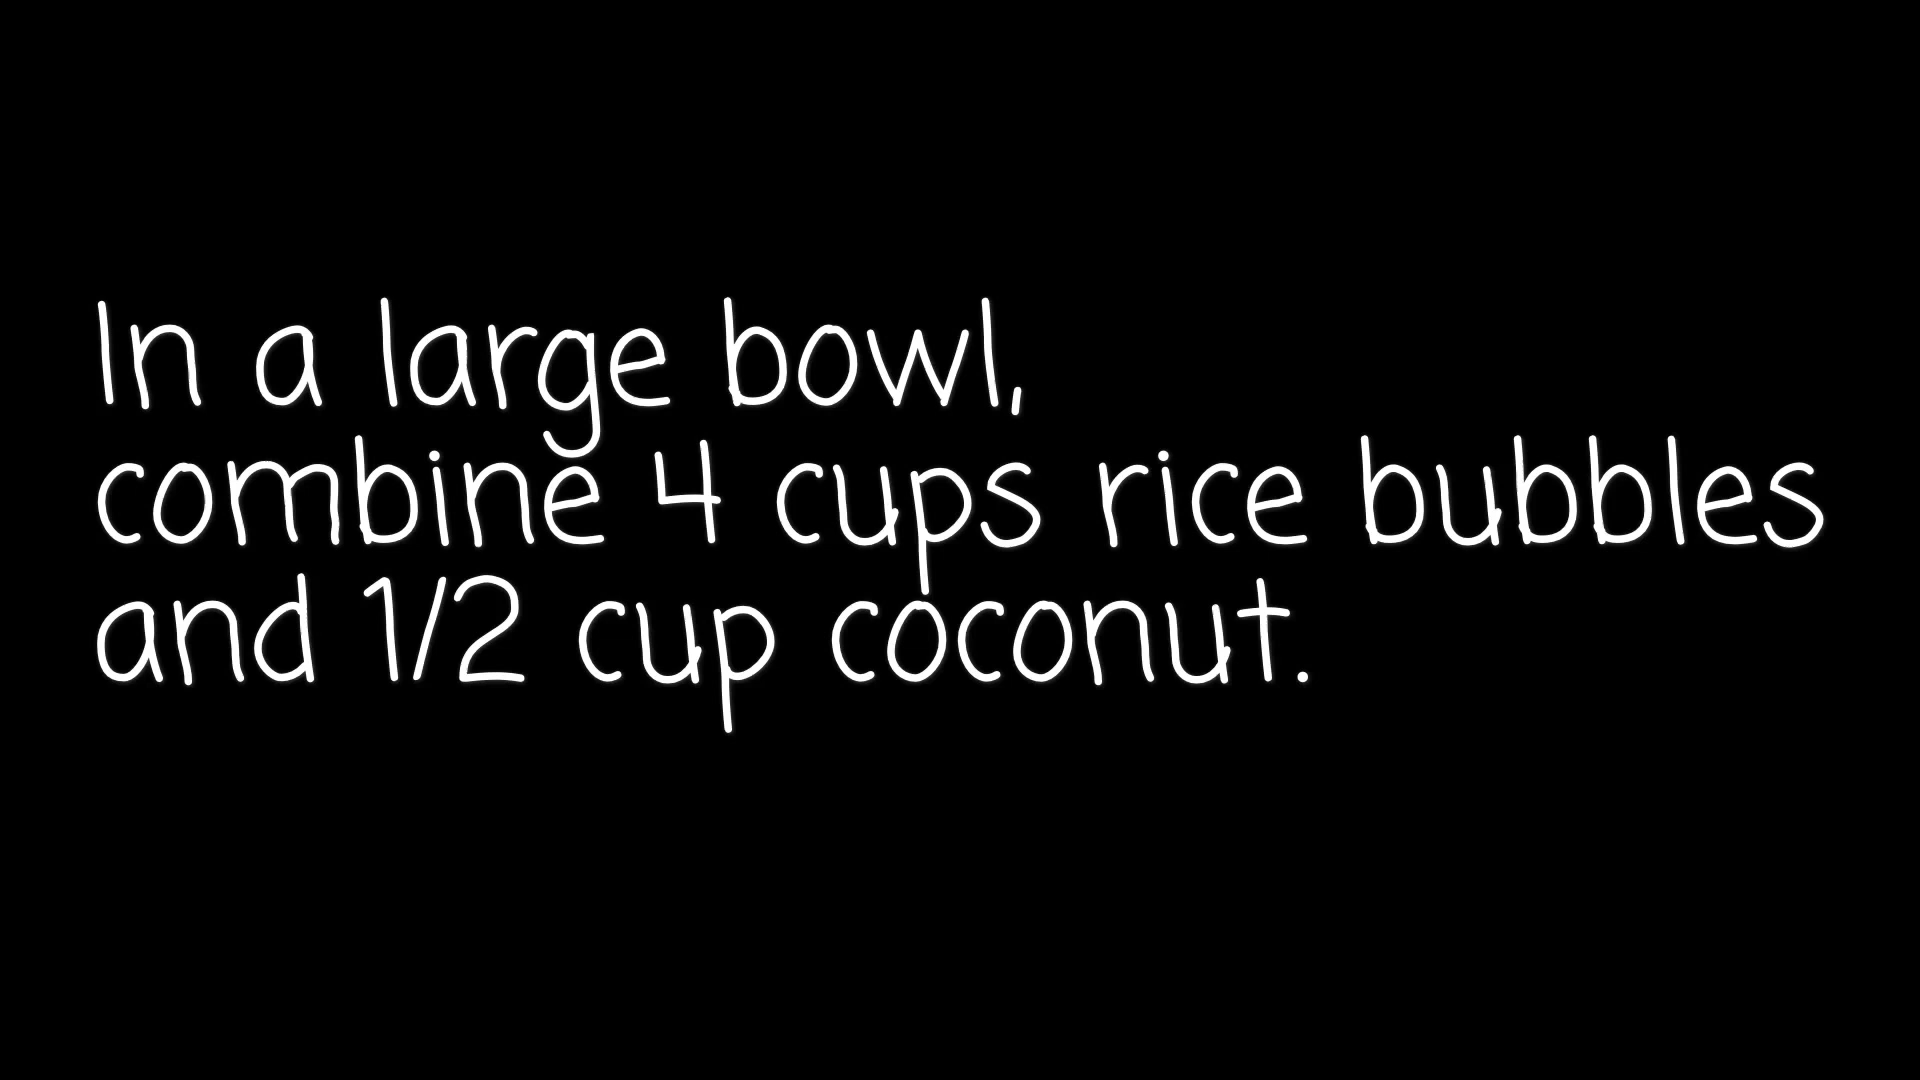 In a large bowl,
combine 4 cups rice bubbles
and 1/2 cup coconut.